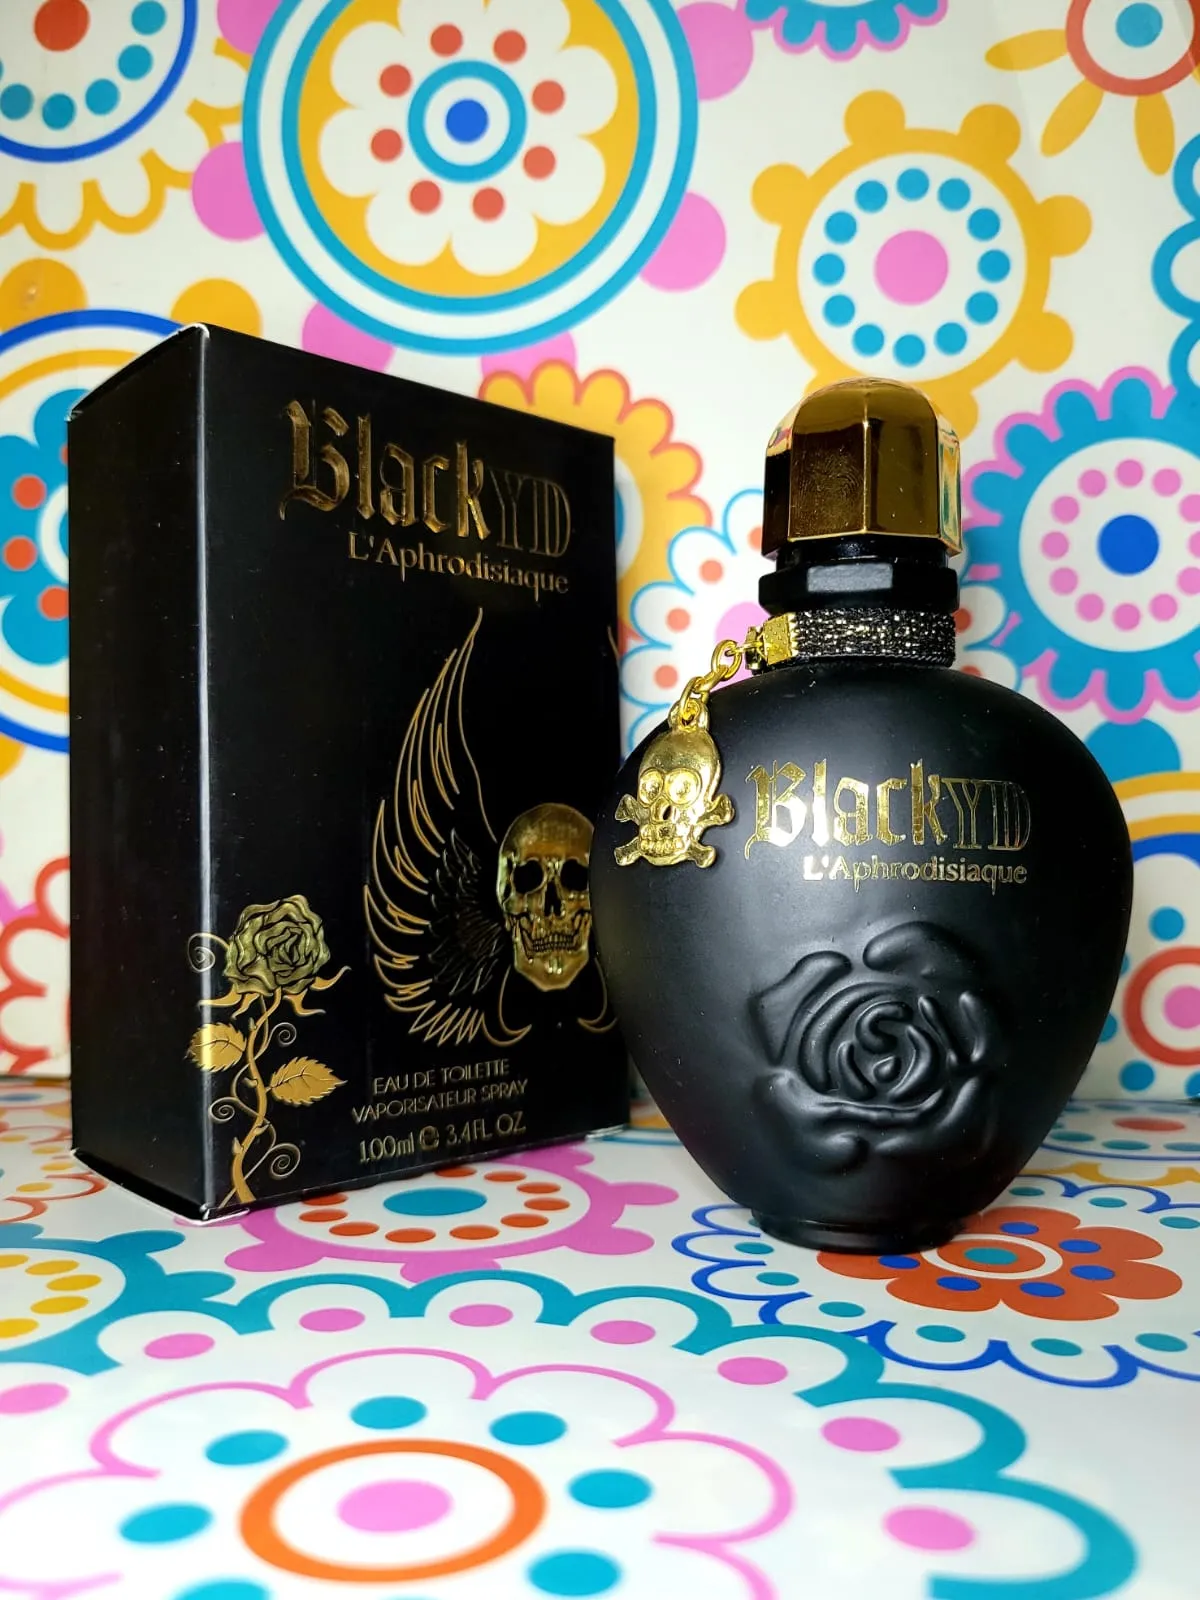 BlackYD
L'Aphrodisiaque
EAU DE TOILETTE
VAPORISATEUR SPRAY
100ml e 3.4FL OZ
BlackYD
L'Aphrodisiaque